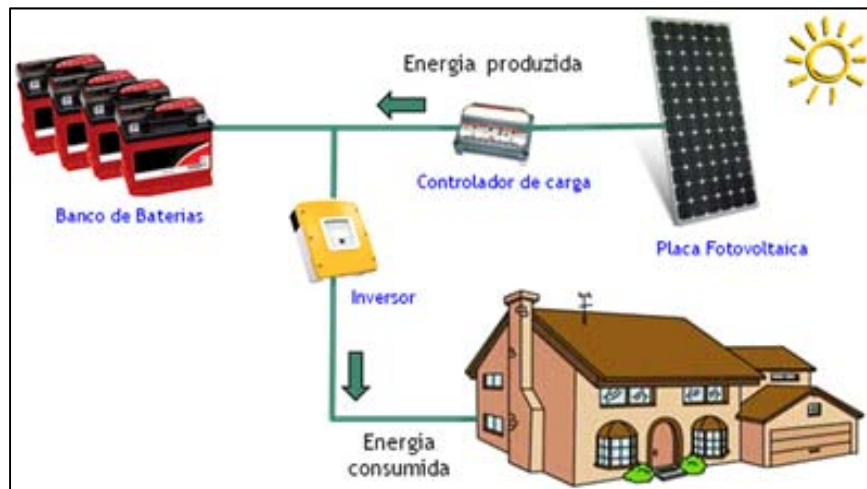 Energia produzida
Controlador de carga
Banco de Baterias
Placa Fotovoltaica
Inversor
Energia
consumida